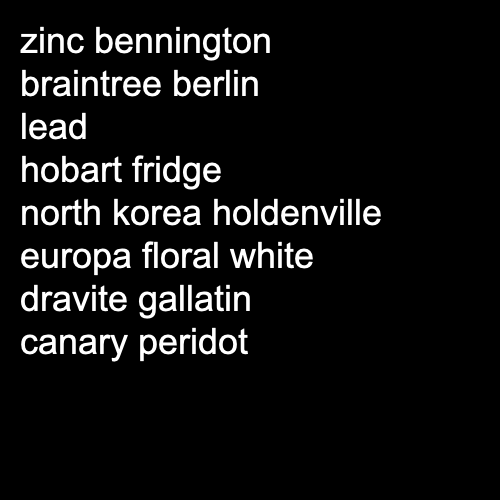 zinc bennington
braintree berlin
lead
hobart fridge
north korea holdenville
europa floral white
dravite gallatin
canary peridot